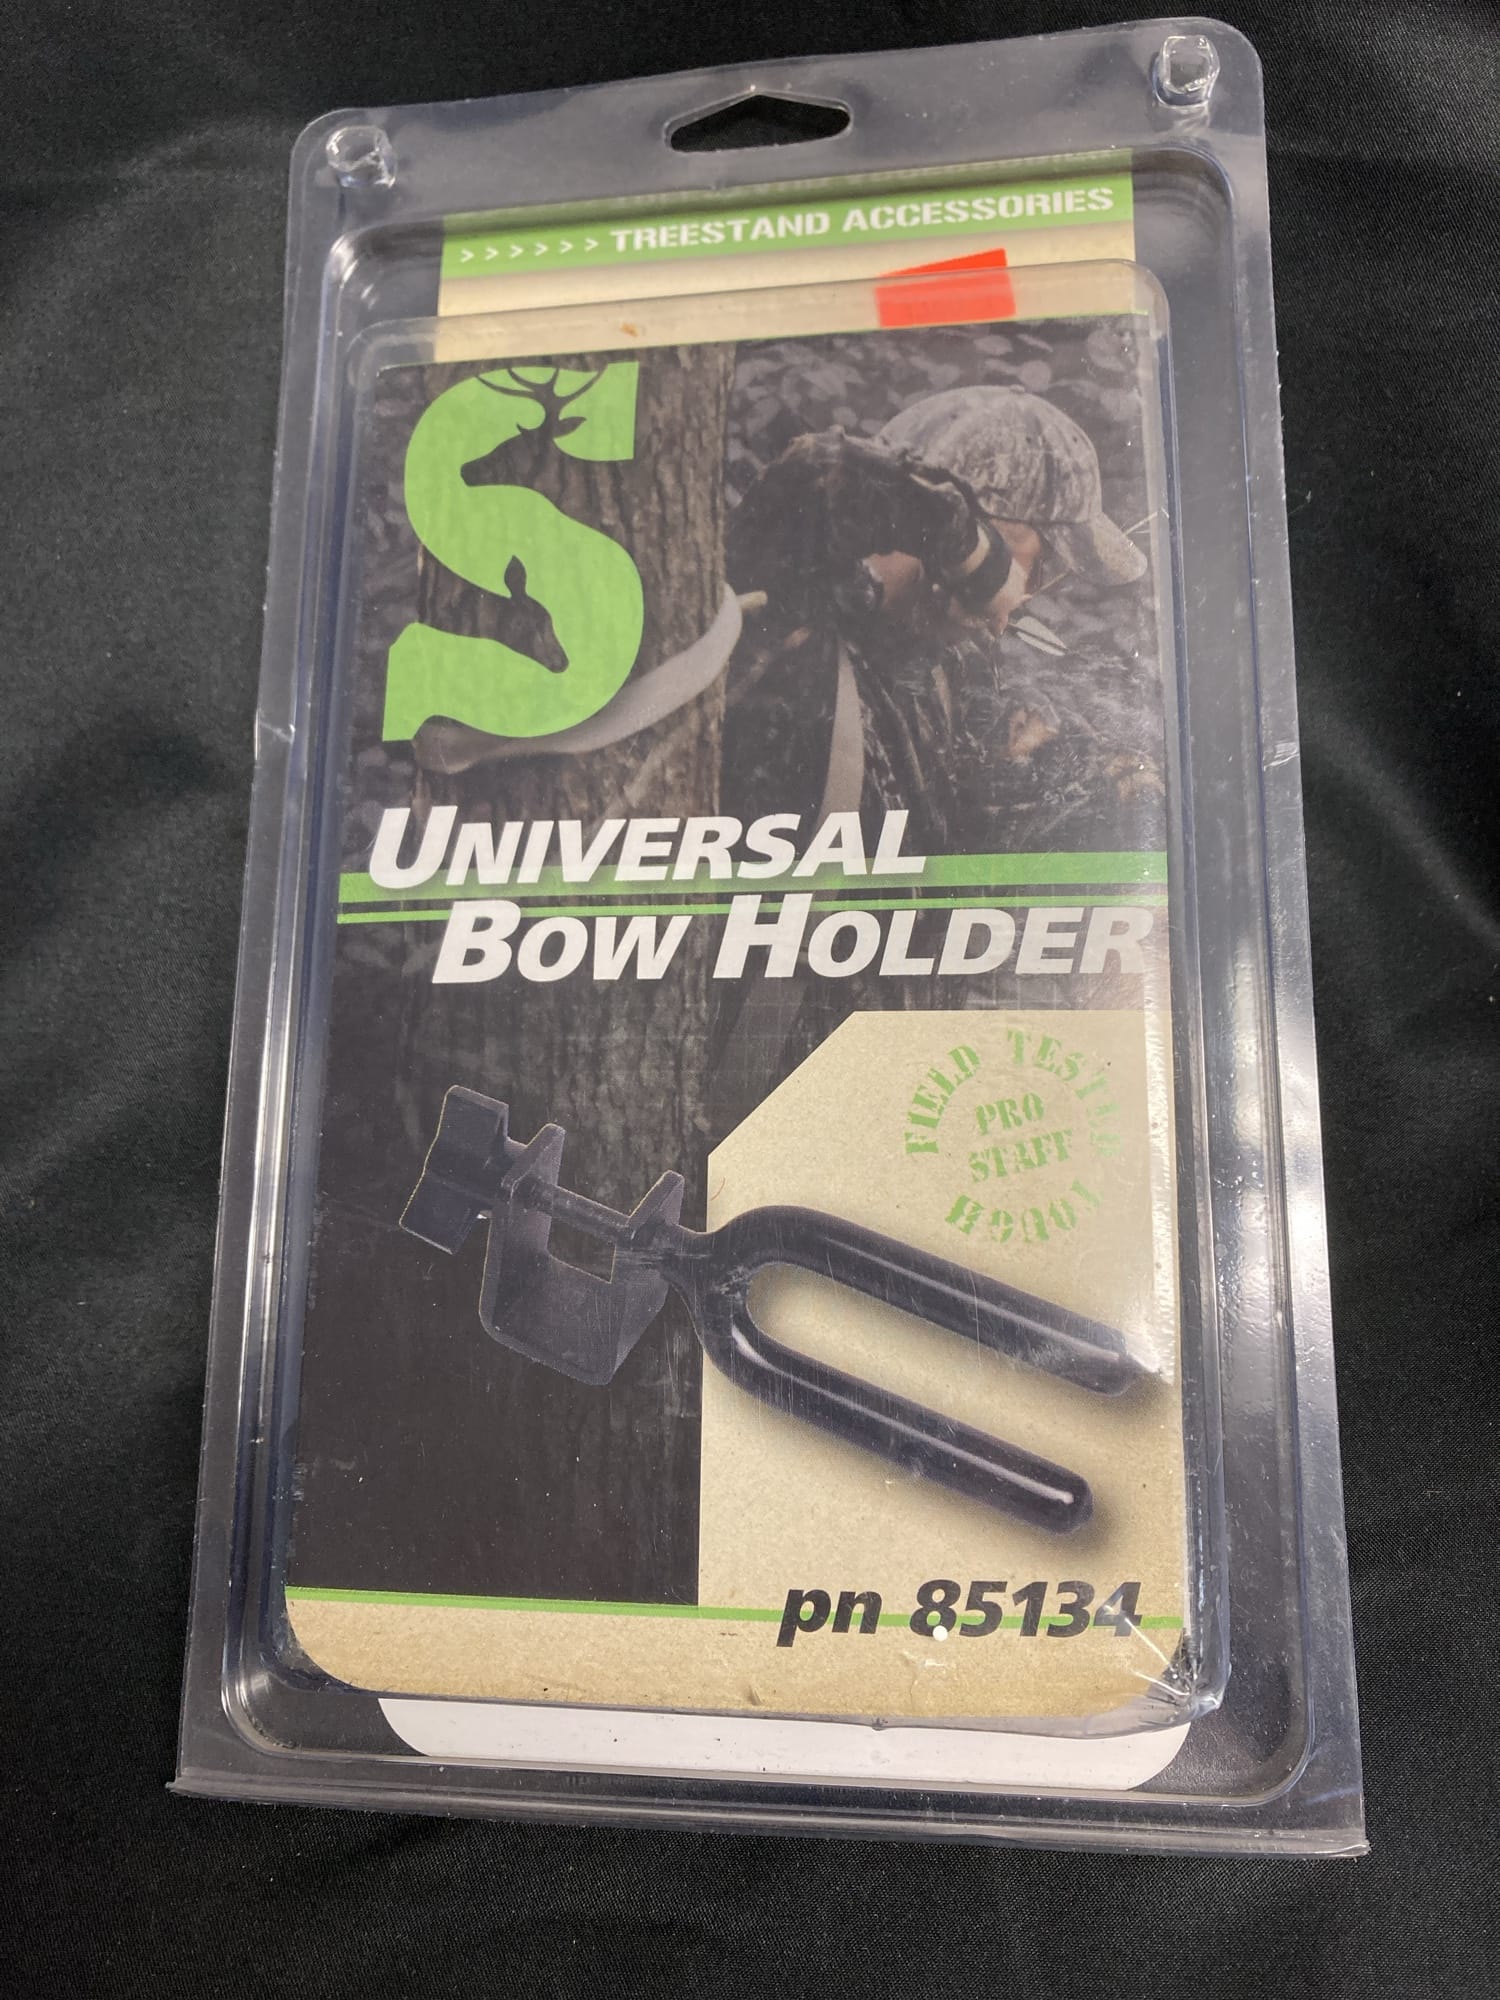 >>>>>> TREESTAND ACCESSORIES
S
UNIVERSAL
BOW HOLDER
FIELD TESTED
PRO
STAFF
TOUGH
pn 85134